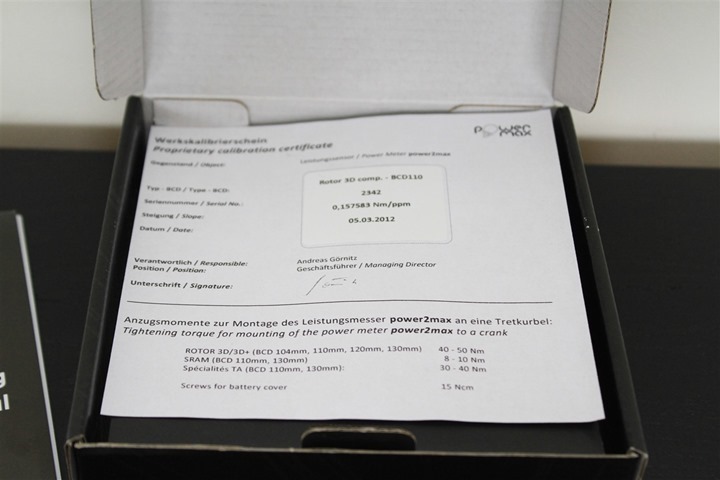 power
max
Werkskalibrierschein
Proprietary calibration certificate
Gegenstand / Object:
Leistungsmesser / Power Meter power2max
Typ - BCD / Type - BCD:
Rotor 3D comp. - BCD110
Seriennummer / Serial No.:
2342
Steigung / Slope:
0,157583 Nm/ppm
Datum / Date:
05.03.2012
Verantwortlich / Responsible:
Andreas Görnitz
Position / Position:
Geschäftsführer / Managing Director
Unterschrift / Signature:
Anzugsmomente zur Montage des Leistungsmesser power2max an eine Tretkurbel:
Tightening torque for mounting of the power meter power2max to a crank
ROTOR 3D/3D+ (BCD 104mm, 110mm, 120mm, 130mm) 40 - 50 Nm
SRAM (BCD 110mm, 130mm) 8 - 10 Nm
Spécialités TA (BCD 110mm, 130mm): 30 - 40 Nm
Screws for battery cover 15 Ncm